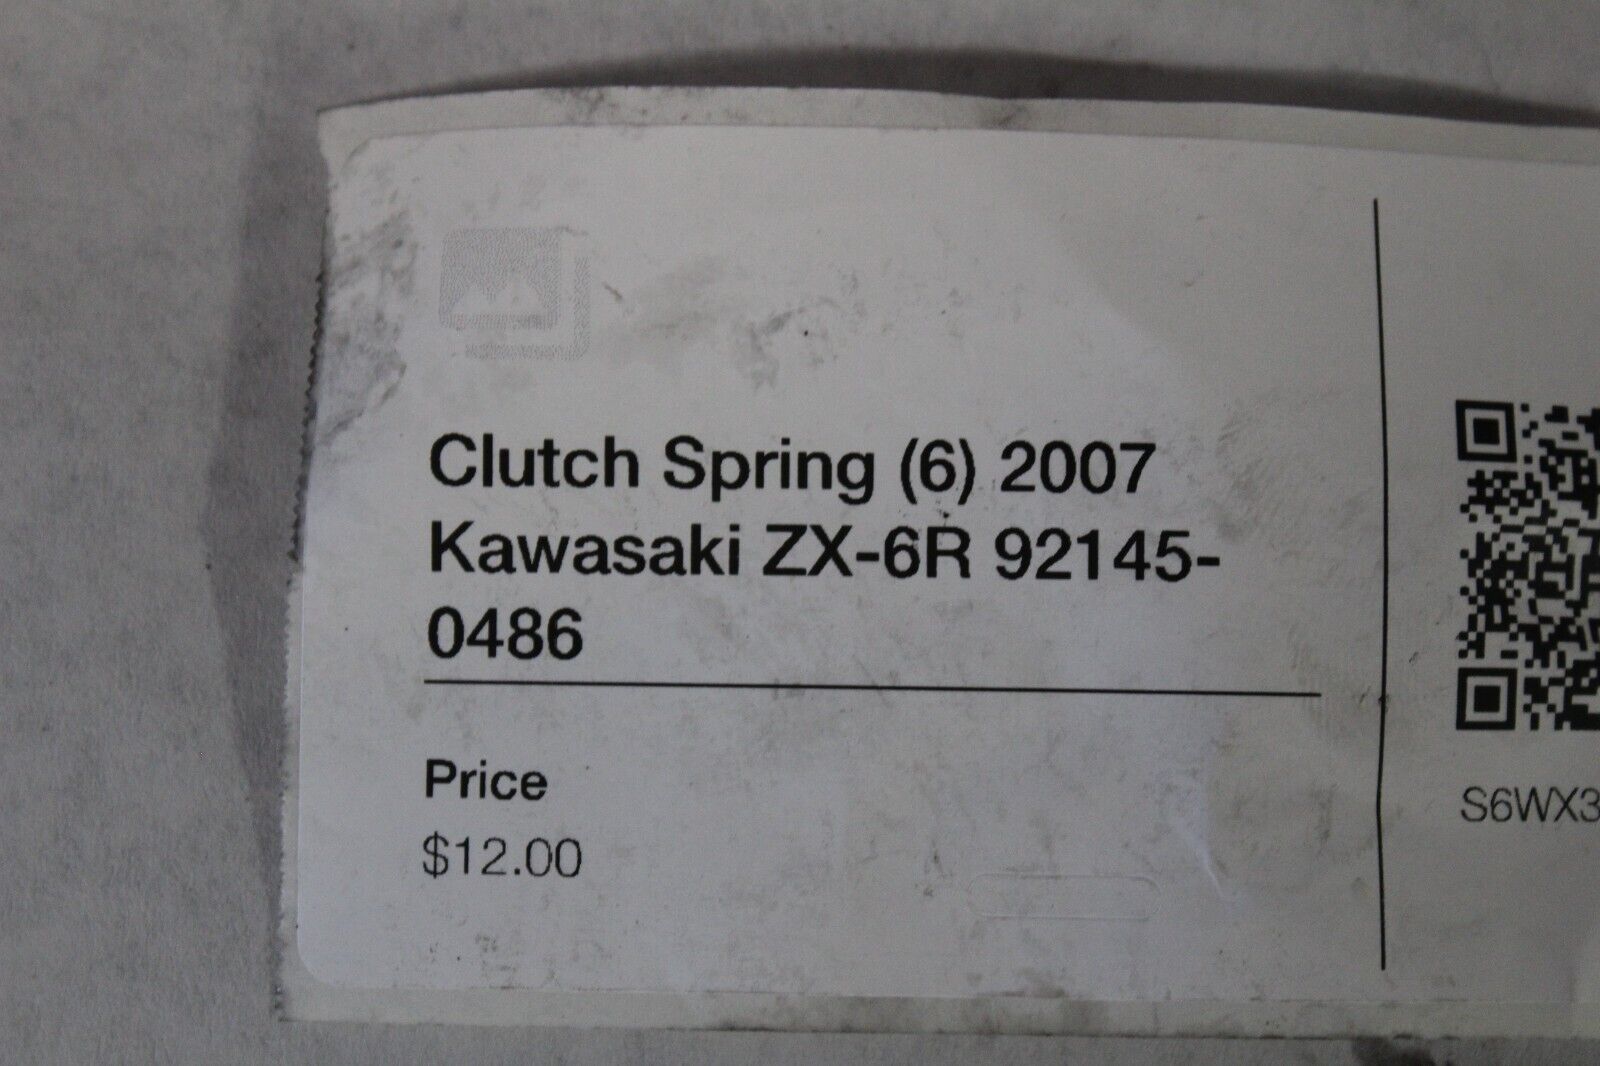 Clutch Spring (6) 2007
Kawasaki ZX-6R 92145-
0486
Price
$12.00
S6WX3